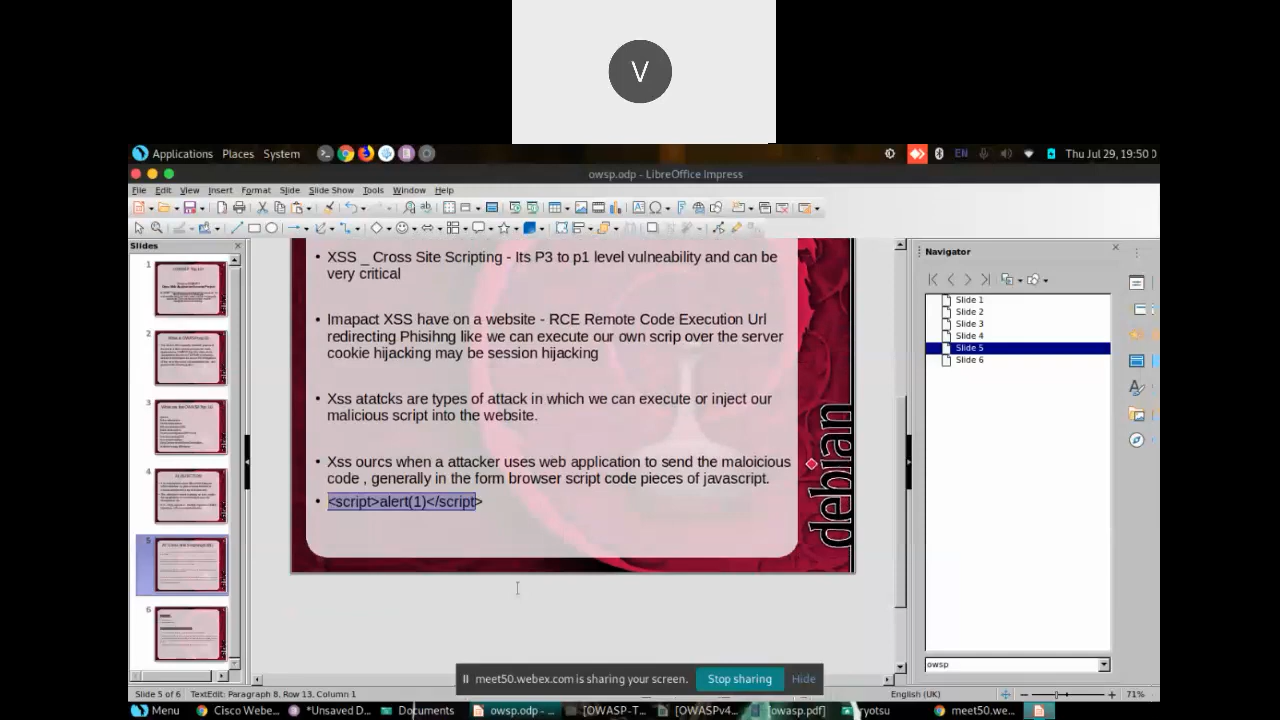 V
Applications Places System
EN
Thu Jul 29, 19:50
owsp.odp - LibreOffice Impress
File Edit View Insert Format Slide Slide Show Tools Window Help
Slides
1
2
3
4
5
6
• XSS _ Cross Site Scripting - Its P3 to p1 level vulneability and can be
very critical
• Imapact XSS have on a website - RCE Remote Code Execution Url
redirecting Phisihng like we can execute our own scrip over the server
cookie hijacking may be session hijacking
• Xss atatcks are types of attack in which we can execute or inject our
malicious script into the website.
• Xss ourcs when a attacker uses web application to send the maloicious
code , generally in the form browser script code pieces of javascript.
• <script>alert(1)</script>
debian
Navigator
Slide 1
Slide 2
Slide 3
Slide 4
Slide 5
Slide 6
owsp
meet50.webex.com is sharing your screen. Stop sharing Hide
Slide 5 of 6 TextEdit: Paragraph 8, Row 13, Column 1 English (UK) 71%
Menu Cisco Webe... *Unsaved D... Documents owsp.odp - ... [OWASP-T... [OWASPv4... [owasp.pdf] ryotsu meet50.we...